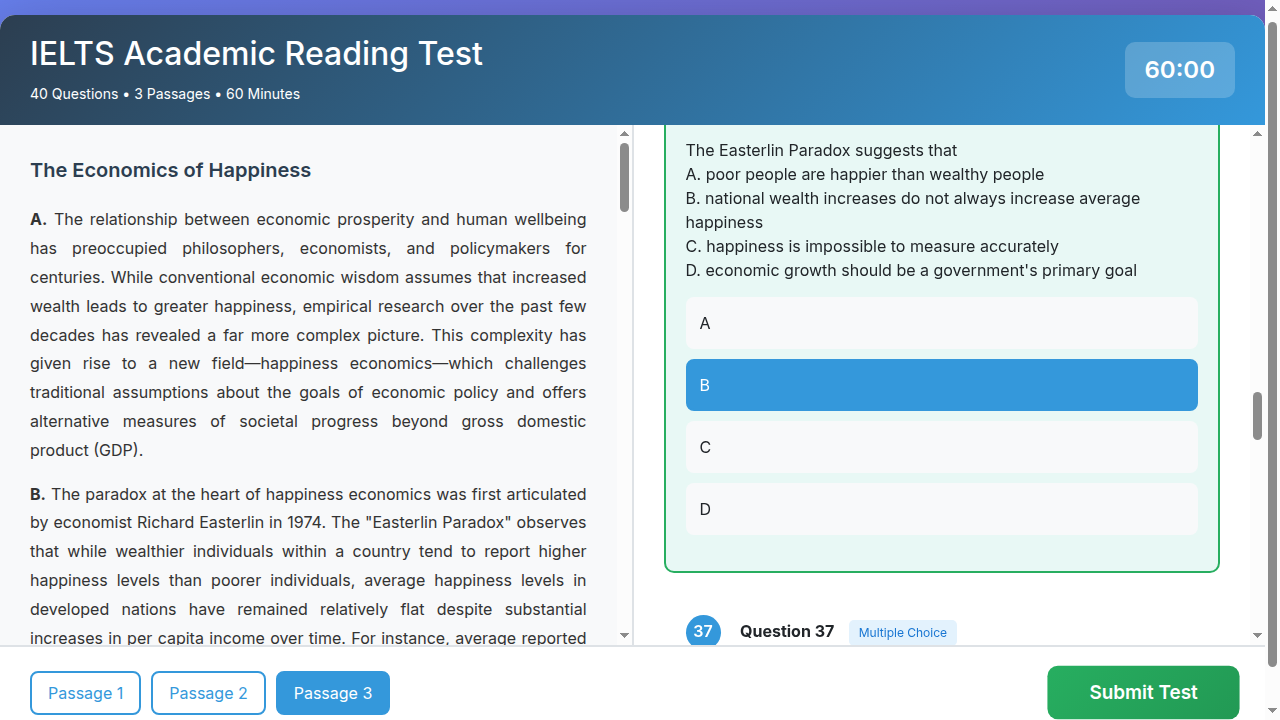 IELTS Academic Reading Test
40 Questions • 3 Passages • 60 Minutes
60:00
The Economics of Happiness
A. The relationship between economic prosperity and human wellbeing
has preoccupied philosophers, economists, and policymakers for
centuries. While conventional economic wisdom assumes that increased
wealth leads to greater happiness, empirical research over the past few
decades has revealed a far more complex picture. This complexity has
given rise to a new field—happiness economics—which challenges
traditional assumptions about the goals of economic policy and offers
alternative measures of societal progress beyond gross domestic
product (GDP).
B. The paradox at the heart of happiness economics was first articulated
by economist Richard Easterlin in 1974. The "Easterlin Paradox" observes
that while wealthier individuals within a country tend to report higher
happiness levels than poorer individuals, average happiness levels in
developed nations have remained relatively flat despite substantial
increases in per capita income over time. For instance, average reported
The Easterlin Paradox suggests that
A. poor people are happier than wealthy people
B. national wealth increases do not always increase average
happiness
C. happiness is impossible to measure accurately
D. economic growth should be a government's primary goal
A
B
C
D
37 Question 37 Multiple Choice
Passage 1 Passage 2 Passage 3
Submit Test